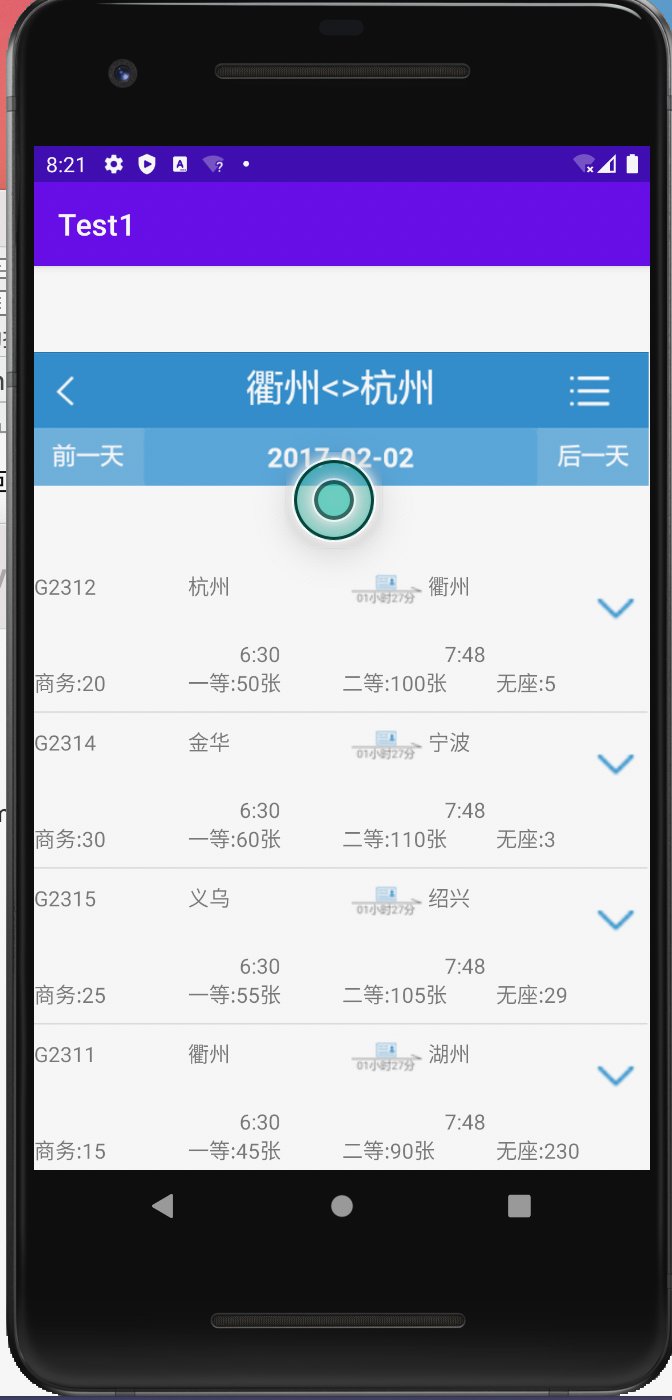 8:21
Test1
衢州<>杭州
前一天 2017-02-02 后一天
G2312 杭州 01小时27分 衢州
6:30 7:48
商务:20 一等:50张 二等:100张 无座:5
G2314 金华 01小时27分 宁波
6:30 7:48
商务:30 一等:60张 二等:110张 无座:3
G2315 义乌 01小时27分 绍兴
6:30 7:48
商务:25 一等:55张 二等:105张 无座:29
G2311 衢州 01小时27分 湖州
6:30 7:48
商务:15 一等:45张 二等:90张 无座:230